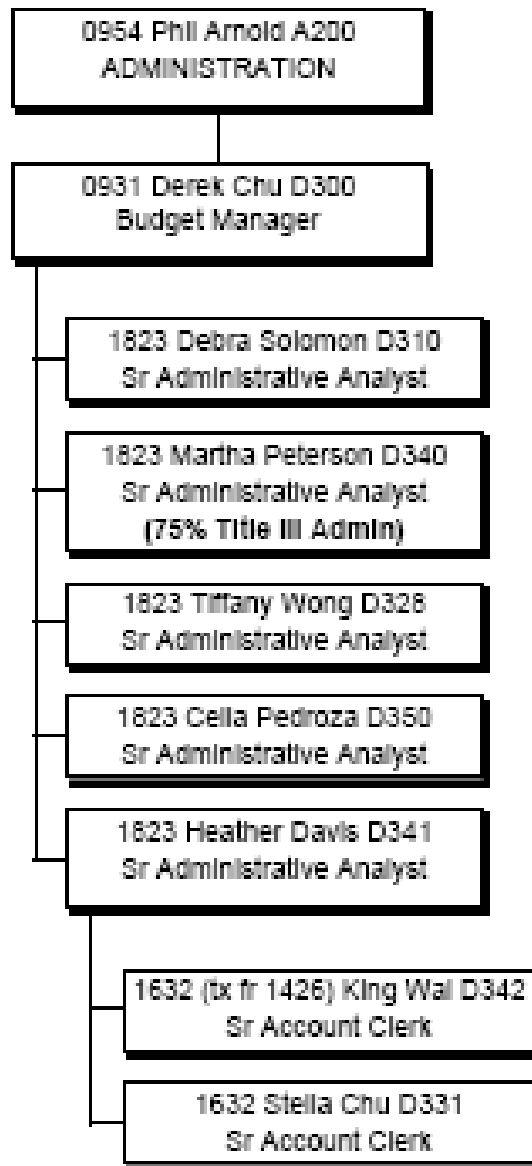 0954 Phil Arnold A200
ADMINISTRATION
0931 Derek Chu D300
Budget Manager
1823 Debra Solomon D310
Sr Administrative Analyst
1823 Martha Peterson D340
Sr Administrative Analyst
(75% Title III Admin)
1823 Tiffany Wong D328
Sr Administrative Analyst
1823 Celia Pedroza D350
Sr Administrative Analyst
1823 Heather Davis D341
Sr Administrative Analyst
1632 (tx fr 1426) King Wai D342
Sr Account Clerk
1632 Stella Chu D331
Sr Account Clerk